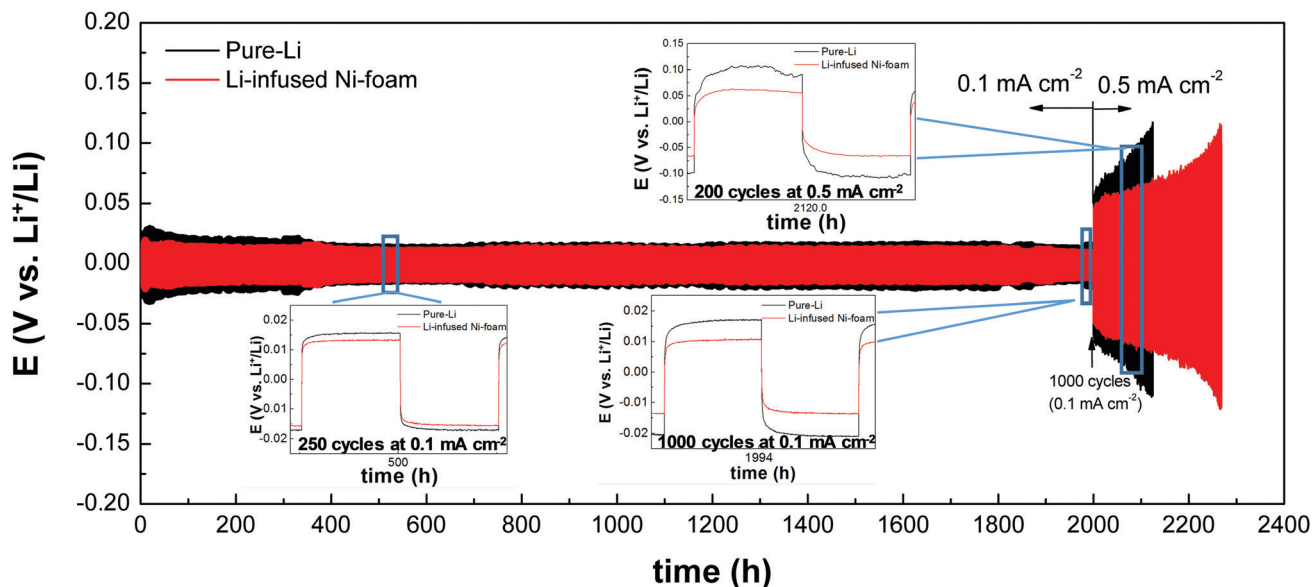 E (V vs. Li⁺/Li)
0.20
0.15
0.10
0.05
0.00
-0.05
-0.10
-0.15
-0.20
Pure-Li
Li-infused Ni-foam
0.1 mA cm⁻²
0.5 mA cm⁻²
E (V vs. Li⁺/Li)
0.15
0.10
0.05
0.00
-0.05
-0.10
-0.15
Pure-Li
Li-infused Ni-foam
200 cycles at 0.5 mA cm⁻²
2120.0
time (h)
E (V vs. Li⁺/Li)
0.02
0.01
0.00
-0.01
-0.02
Pure-Li
Li-infused Ni-foam
250 cycles at 0.1 mA cm⁻²
500
time (h)
E (V vs. Li⁺/Li)
0.02
0.01
0.00
-0.01
-0.02
Pure-Li
Li-infused Ni-foam
1000 cycles at 0.1 mA cm⁻²
1994
time (h)
1000 cycles
(0.1 mA cm⁻²)
0 200 400 600 800 1000 1200 1400 1600 1800 2000 2200 2400
time (h)